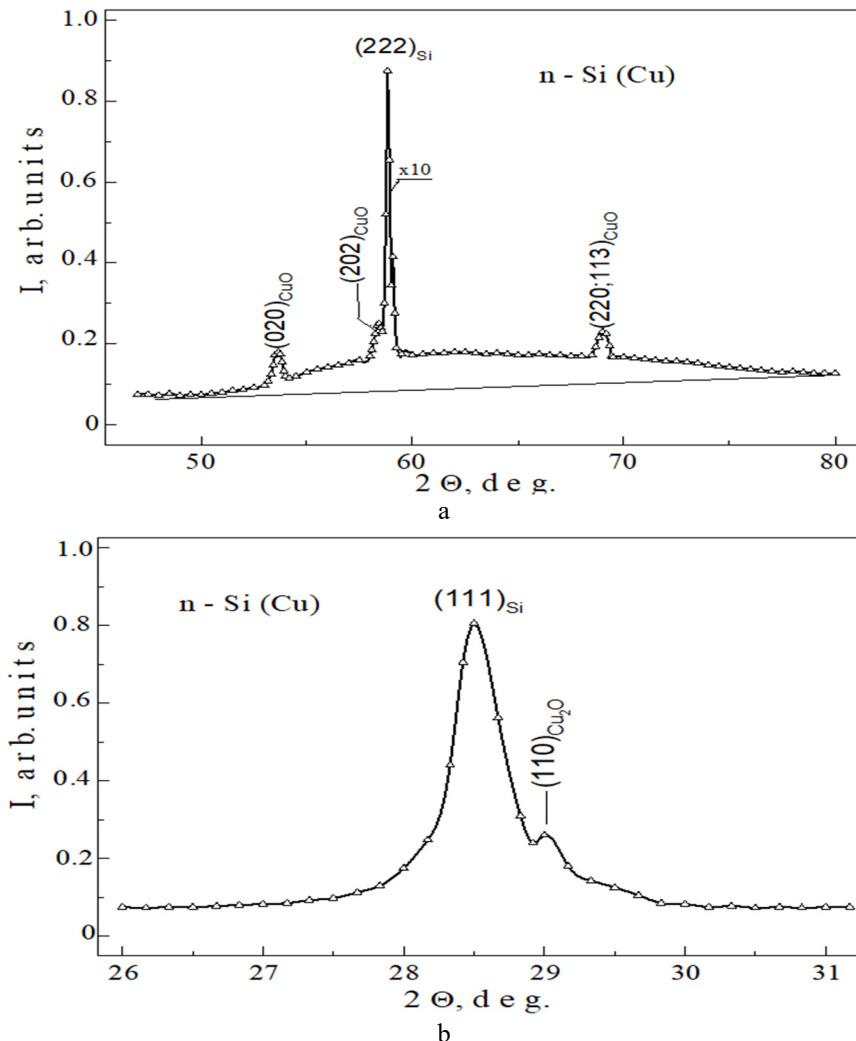 1.0
0.8
0.6
0.4
0.2
0
I, arb.units
(222)Si
n - Si (Cu)
x10
(020)CuO
(202)CuO
(220;113)CuO
50 60 70 80
2 Θ, d e g.
a
1.0
0.8
0.6
0.4
0.2
0
I, arb.units
n - Si (Cu)
(111)Si
(110)Cu₂O
26 27 28 29 30 31
2 Θ, d e g.
b